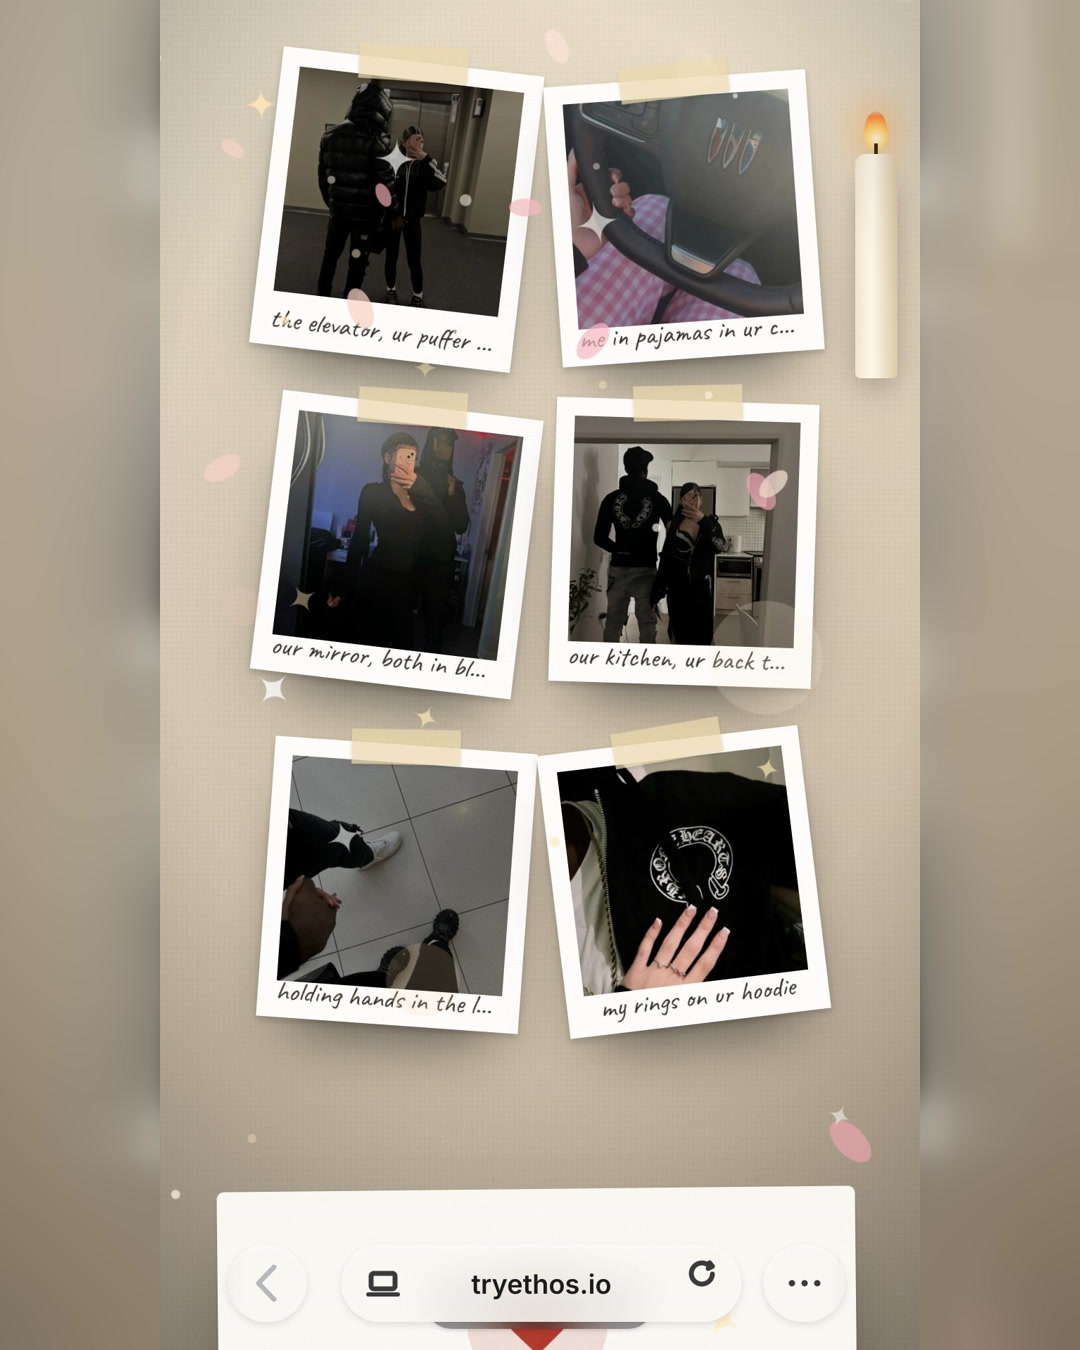 the elevator, ur puffer ...
me in pajamas in ur c...
our mirror, both in bl...
our kitchen, ur back t...
holding hands in the l...
HEARTS
my rings on ur hoodie
tryethos.io